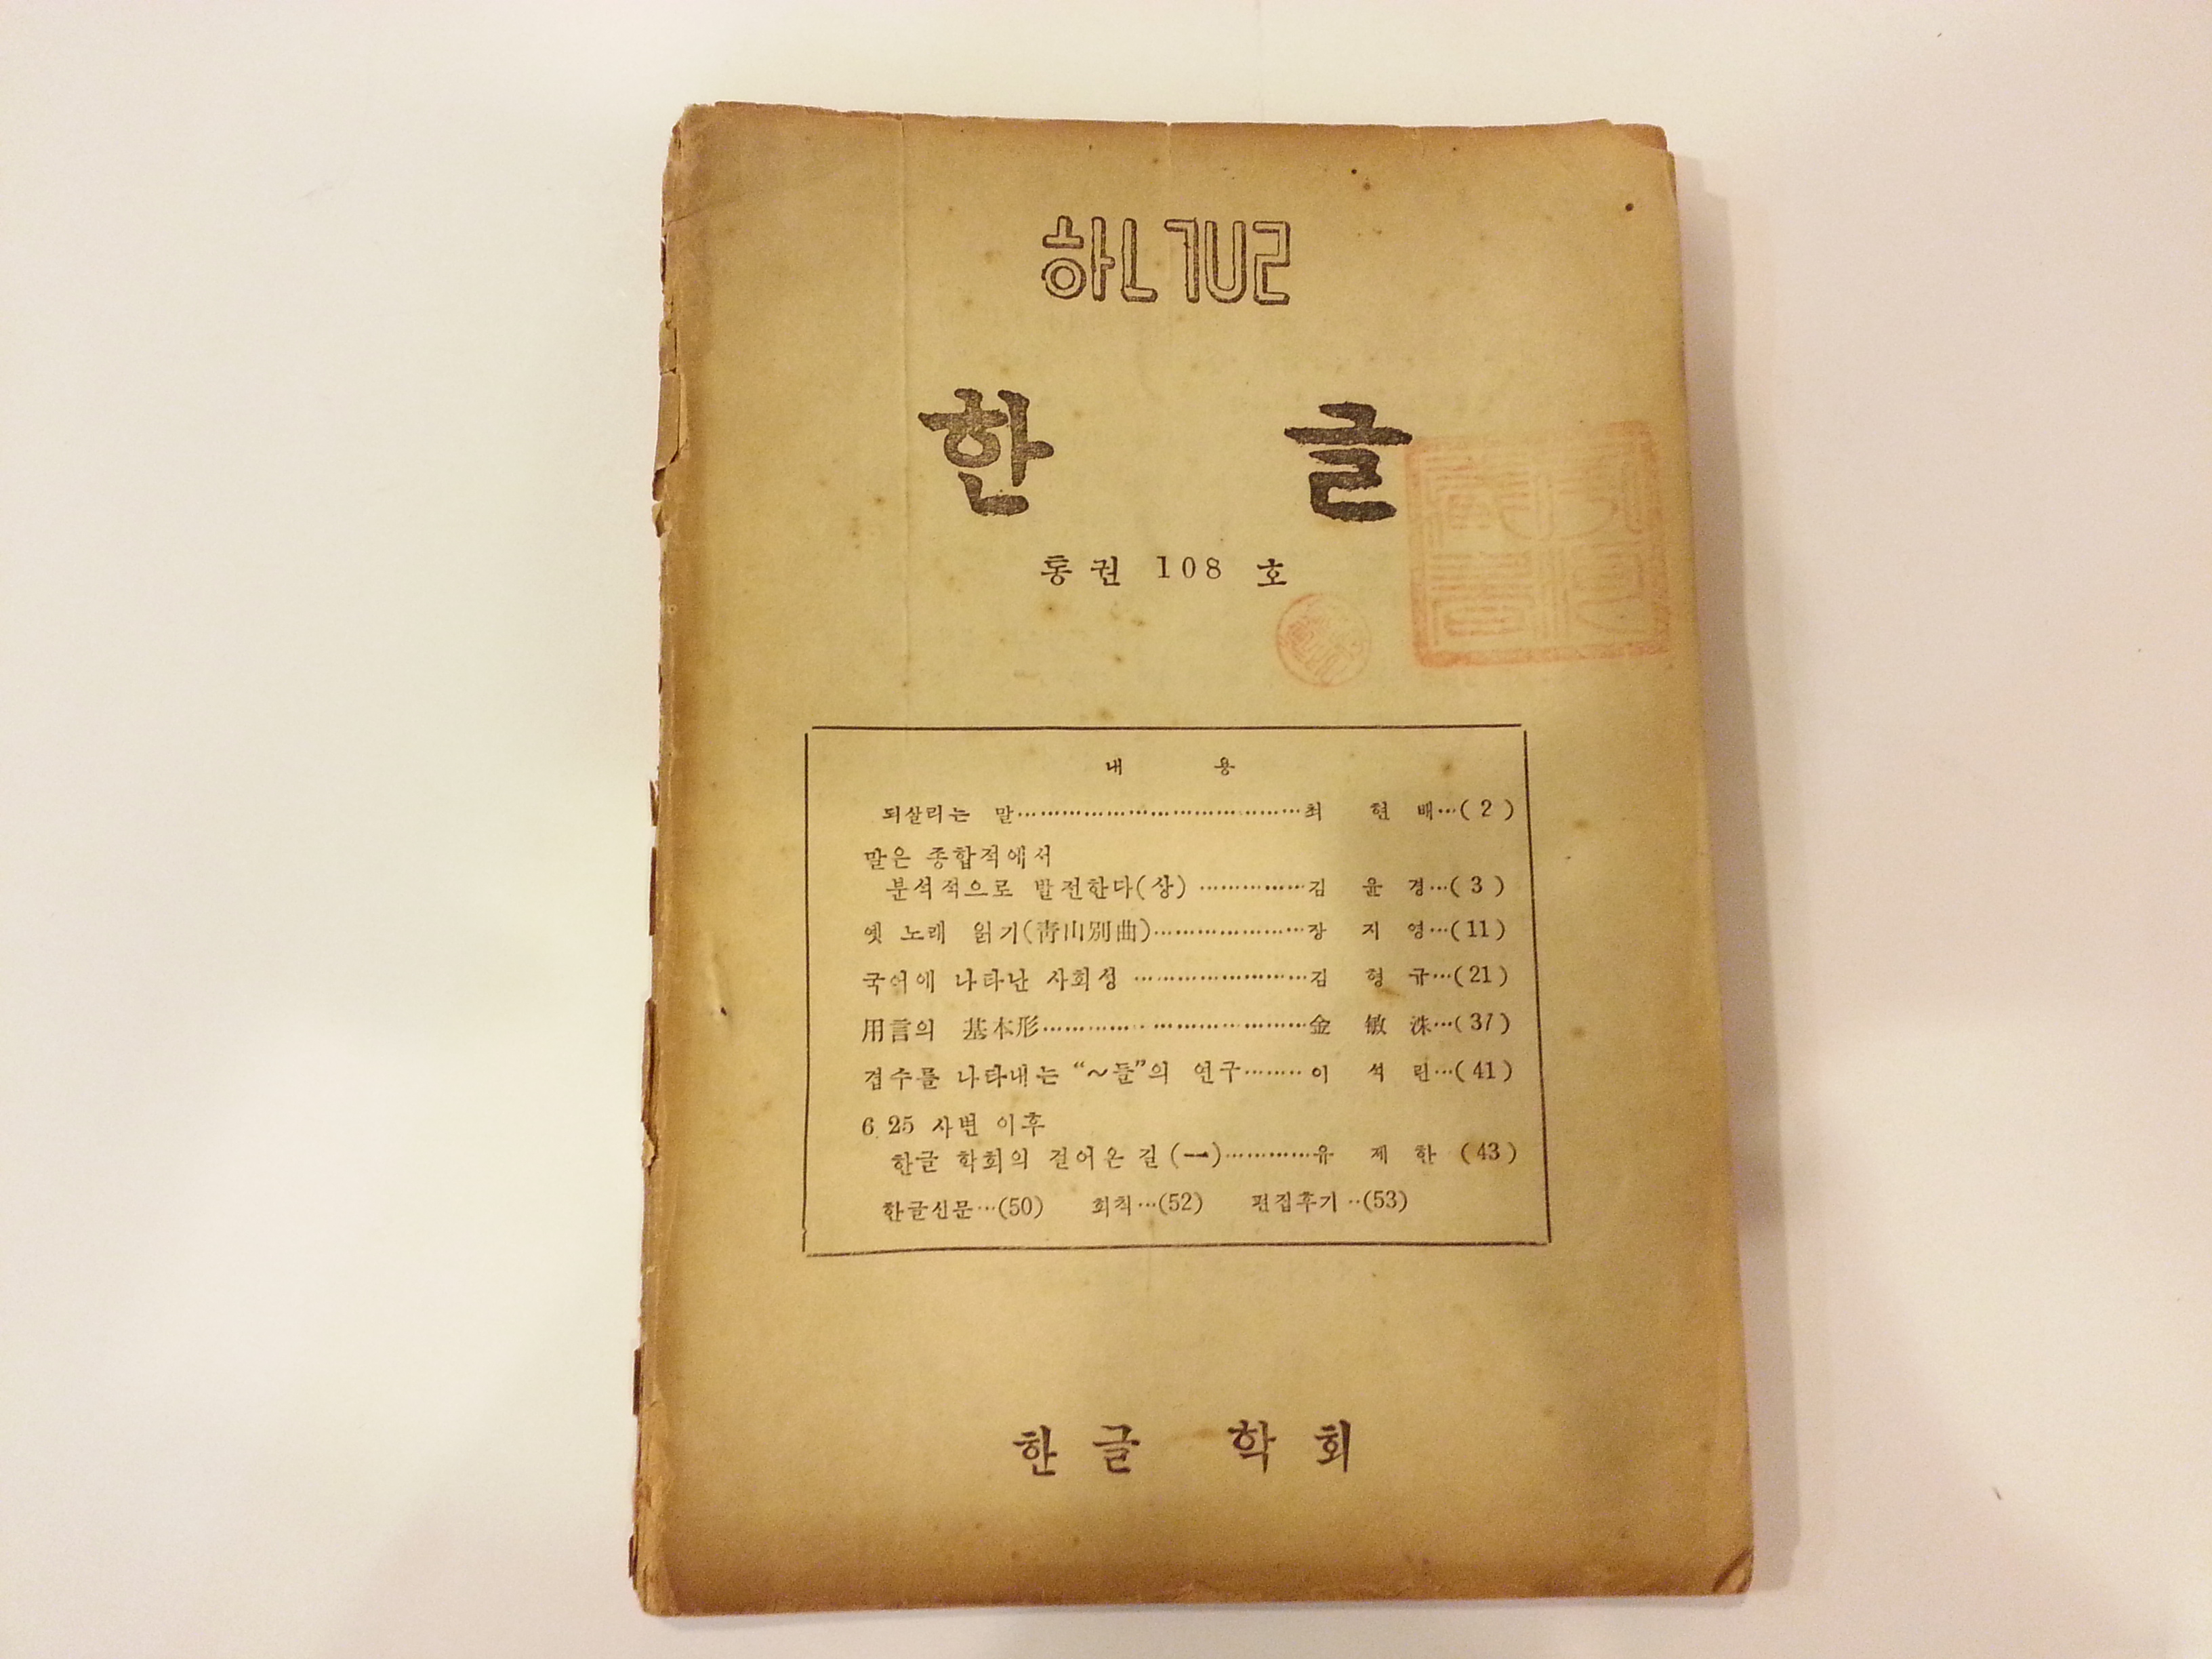 하ㄴㄱㅡㄹ
한글
통권 108 호
내 용
되살리는 말……………………………최 현 배…( 2 )
말은 종합적에서
분석적으로 발전한다(상) ……………김 윤 경…( 3 )
옛 노래 읽기(靑山別曲)…………………장 지 영…(11)
국어에 나타난 사회성 ……………………김 형 규…(21)
用言의 基本形………………………………金 敏 洙…(37)
겹수를 나타내는 “～들”의 연구……‥이 석 린…(41)
6.25 사변 이후
한글 학회의 걸어온 길(一)…………유 제 한 (43)
한글신문…(50) 회칙…(52) 편집후기‥(53)
한글 학회